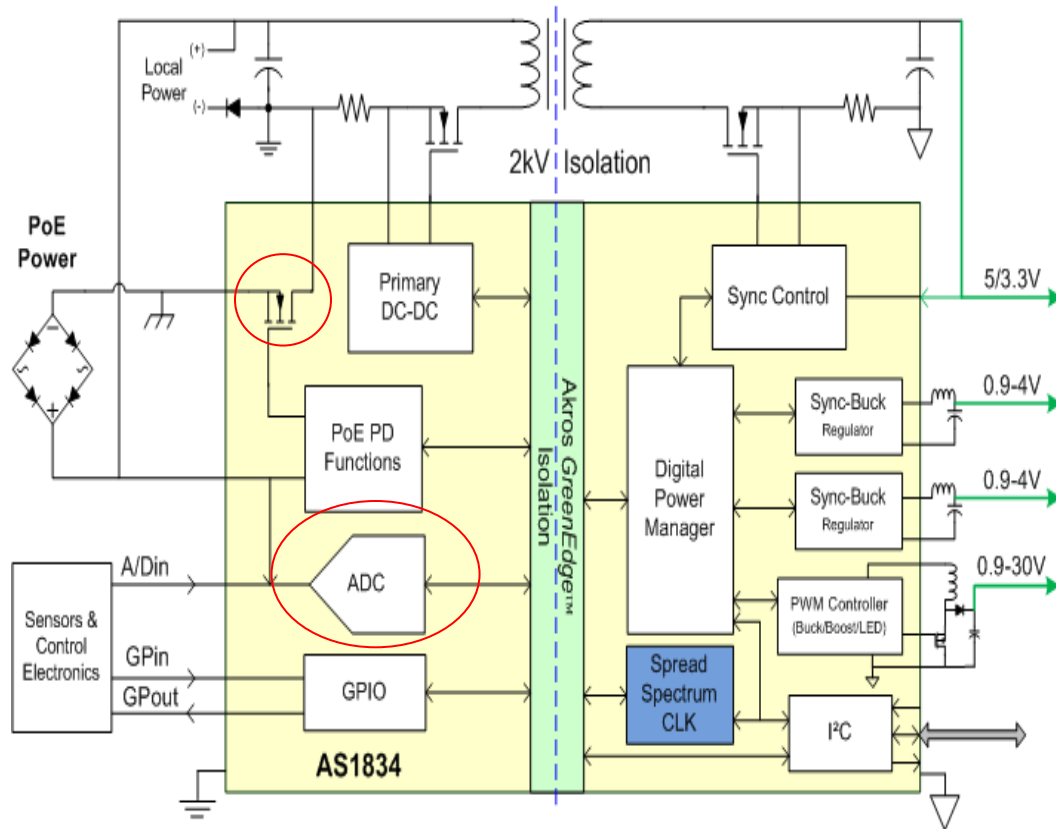 (+)
Local
Power
(-)
2kV Isolation
PoE
Power
Primary
DC-DC
Sync Control
5/3.3V
Akros GreenEdge™
Isolation
PoE PD
Functions
Digital
Power
Manager
Sync-Buck
Regulator
0.9-4V
Sync-Buck
Regulator
0.9-4V
A/Din
ADC
Sensors &
Control
Electronics
GPin
GPout
GPIO
PWM Controller
(Buck/Boost/LED)
0.9-30V
Spread
Spectrum
CLK
I²C
AS1834